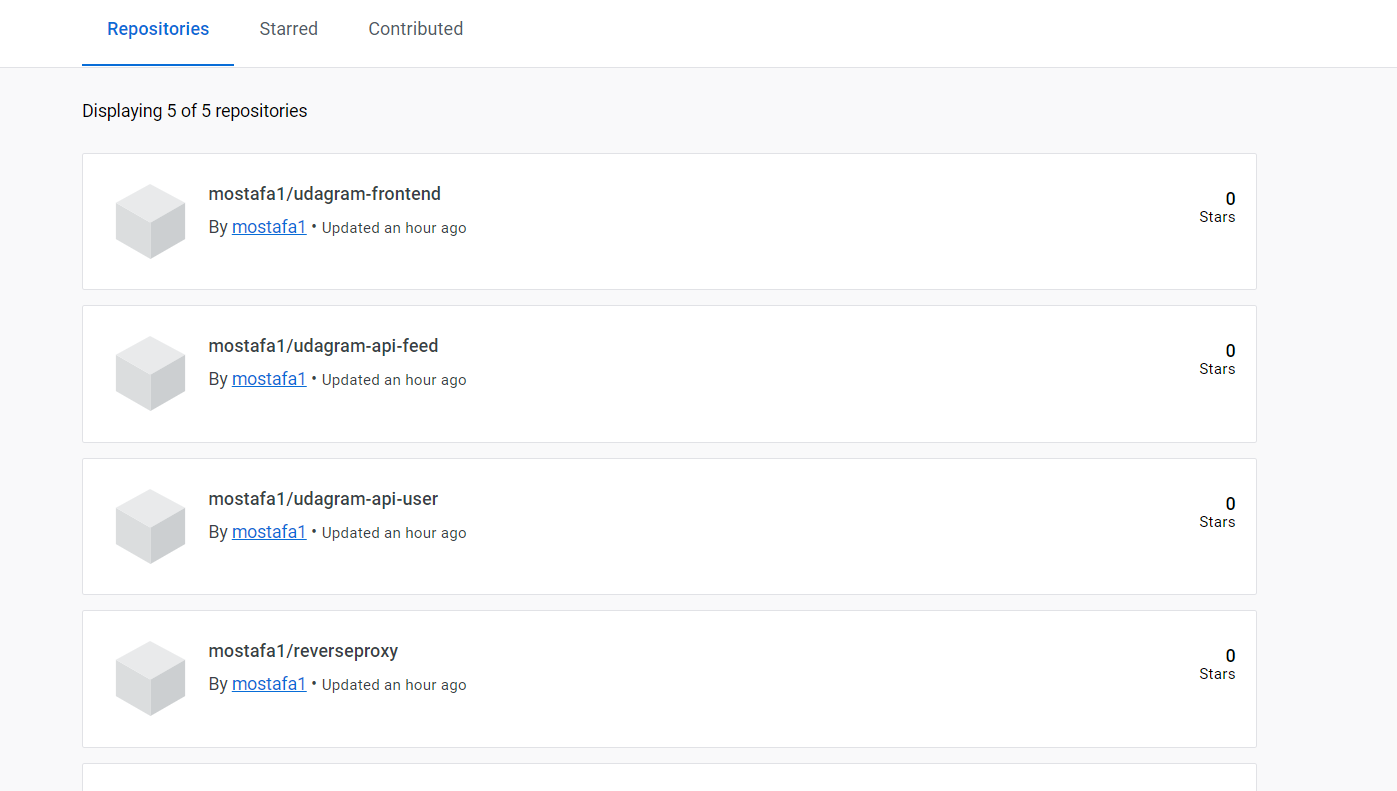 Repositories Starred Contributed
Displaying 5 of 5 repositories
mostafa1/udagram-frontend
By mostafa1 • Updated an hour ago
0
Stars
mostafa1/udagram-api-feed
By mostafa1 • Updated an hour ago
0
Stars
mostafa1/udagram-api-user
By mostafa1 • Updated an hour ago
0
Stars
mostafa1/reverseproxy
By mostafa1 • Updated an hour ago
0
Stars